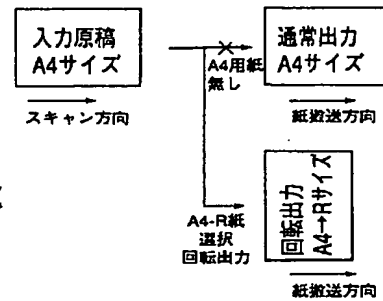 入力原稿
A4サイズ
スキャン方向
A4用紙
無し
通常出力
A4サイズ
紙搬送方向
A4-R紙
選択
回転出力
回転出力
A4→Rサイズ
紙搬送方向